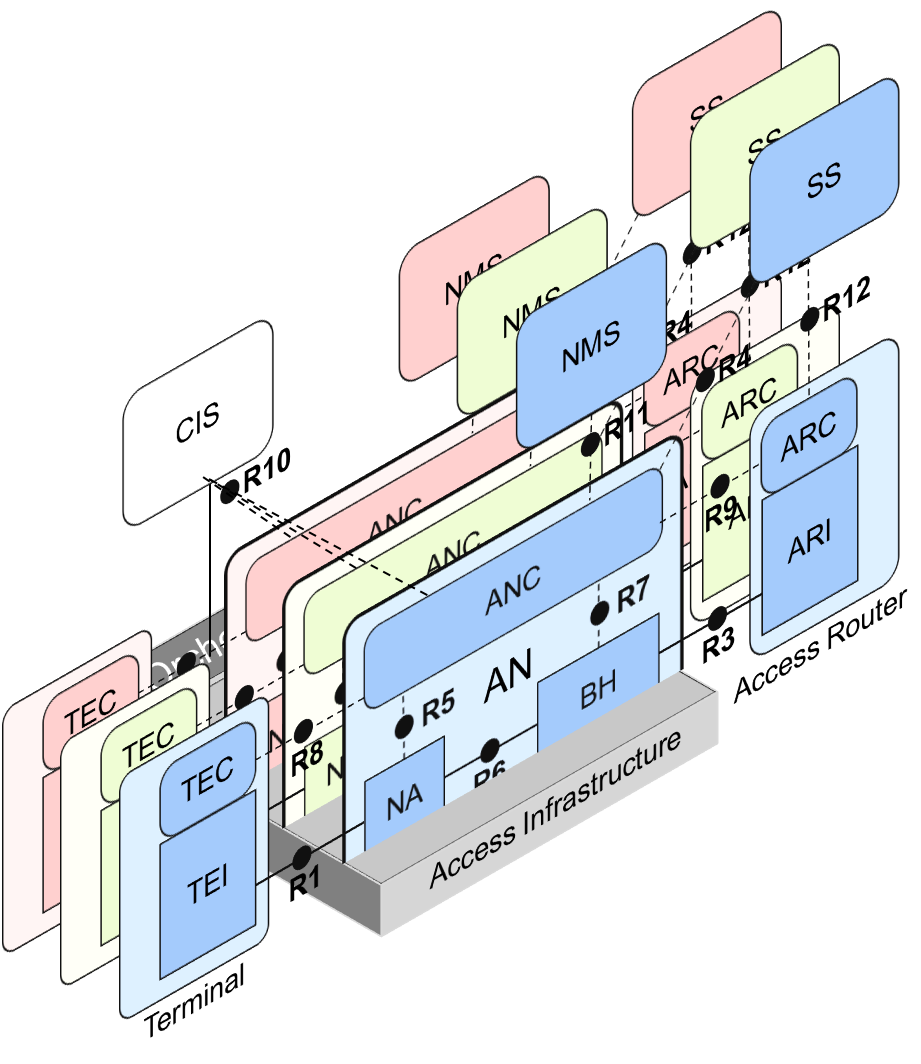 SS
SS
SS
R12
R12
R12
NMS
NMS
NMS
R4
R4
ARC
ARC
ARC
CIS
R10
R11
R9
ARI
ANC
ANC
ANC
R7
R3
Access Router
AN
BH
R5
R6
TEC
TEC
TEC
R8
NA
Access Infrastructure
TEI
R1
Terminal